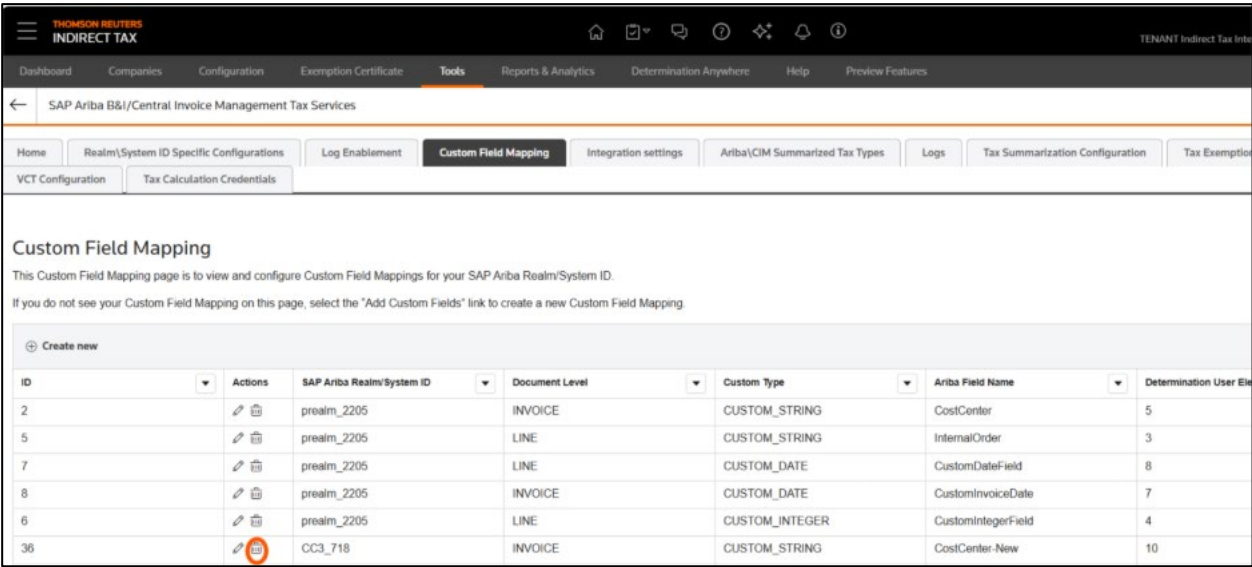 THOMSON REUTERS
INDIRECT TAX
TENANT Indirect Tax Inte
Dashboard Companies Configuration Exemption Certificate Tools Reports & Analytics Determination Anywhere Help Preview Features
SAP Ariba B&I/Central Invoice Management Tax Services
Home Realm\System ID Specific Configurations Log Enablement Custom Field Mapping Integration settings Ariba\CIM Summarized Tax Types Logs Tax Summarization Configuration Tax Exemption
VCT Configuration Tax Calculation Credentials
Custom Field Mapping
This Custom Field Mapping page is to view and configure Custom Field Mappings for your SAP Ariba Realm/System ID.
If you do not see your Custom Field Mapping on this page, select the "Add Custom Fields" link to create a new Custom Field Mapping.
Create new
ID Actions SAP Ariba Realm/System ID Document Level Custom Type Ariba Field Name Determination User Ele
2 prealm_2205 INVOICE CUSTOM_STRING CostCenter 5
5 prealm_2205 LINE CUSTOM_STRING InternalOrder 3
7 prealm_2205 LINE CUSTOM_DATE CustomDateField 8
8 prealm_2205 INVOICE CUSTOM_DATE CustomInvoiceDate 7
6 prealm_2205 LINE CUSTOM_INTEGER CustomIntegerField 4
36 CC3_718 INVOICE CUSTOM_STRING CostCenter-New 10